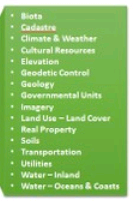 • Biota
• Cadastre
• Climate & Weather
• Cultural Resources
• Elevation
• Geodetic Control
• Geology
• Governmental Units
• Imagery
• Land Use – Land Cover
• Real Property
• Soils
• Transportation
• Utilities
• Water – Inland
• Water – Oceans & Coasts